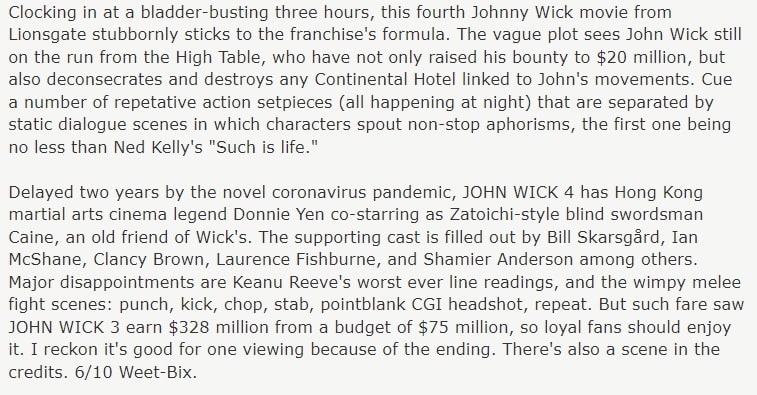 Clocking in at a bladder-busting three hours, this fourth Johnny Wick movie from
Lionsgate stubbornly sticks to the franchise's formula. The vague plot sees John Wick still
on the run from the High Table, who have not only raised his bounty to $20 million, but
also deconsecrates and destroys any Continental Hotel linked to John's movements. Cue
a number of repetative action setpieces (all happening at night) that are separated by
static dialogue scenes in which characters spout non-stop aphorisms, the first one being
no less than Ned Kelly's "Such is life."
Delayed two years by the novel coronavirus pandemic, JOHN WICK 4 has Hong Kong
martial arts cinema legend Donnie Yen co-starring as Zatoichi-style blind swordsman
Caine, an old friend of Wick's. The supporting cast is filled out by Bill Skarsgård, Ian
McShane, Clancy Brown, Laurence Fishburne, and Shamier Anderson among others.
Major disappointments are Keanu Reeve's worst ever line readings, and the wimpy melee
fight scenes: punch, kick, chop, stab, pointblank CGI headshot, repeat. But such fare saw
JOHN WICK 3 earn $328 million from a budget of $75 million, so loyal fans should enjoy
it. I reckon it's good for one viewing because of the ending. There's also a scene in the
credits. 6/10 Weet-Bix.